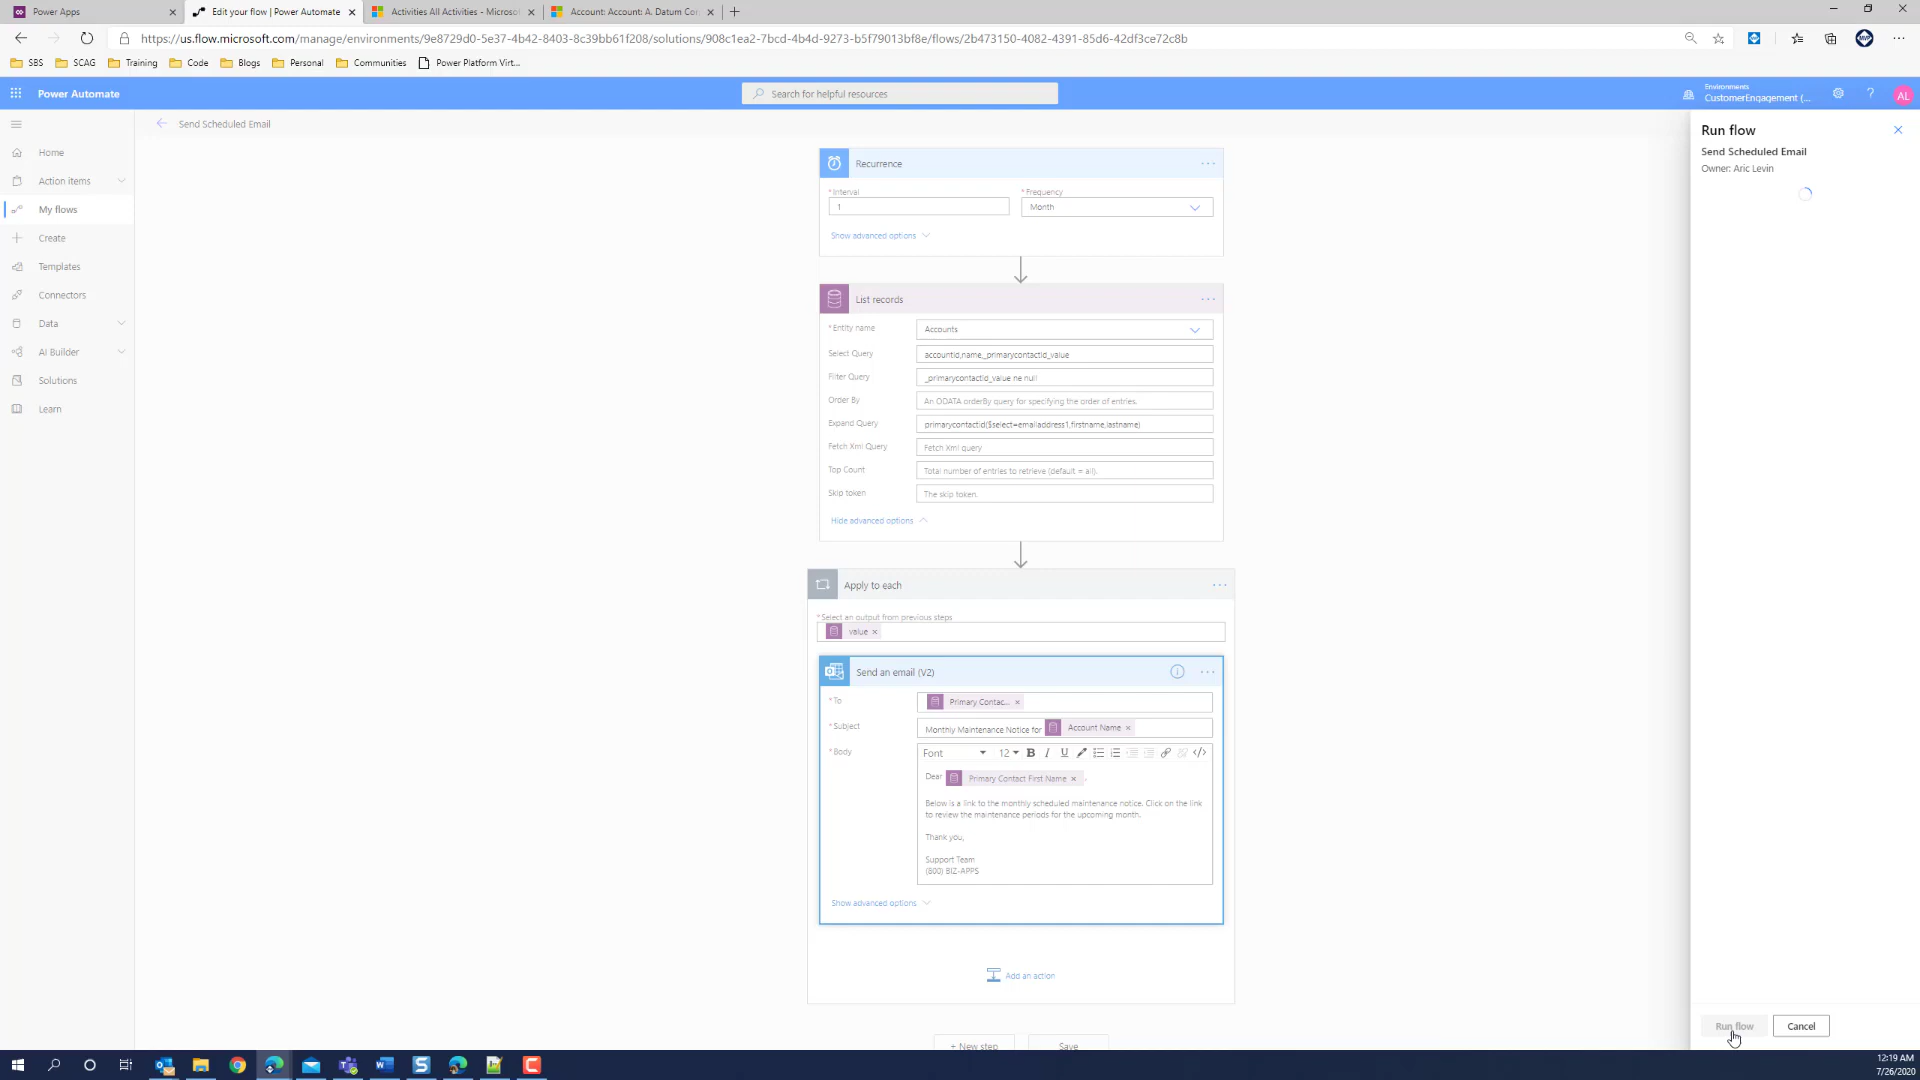 Power Apps
Edit your flow | Power Automate
Activities All Activities - Microsof
Account: Account: A. Datum Cor
https://us.flow.microsoft.com/manage/environments/9e8729d0-5e37-4b42-8403-8c39bb61f208/solutions/908c1ea2-7bcd-4b4d-9273-b5f79013bf8e/flows/2b473150-4082-4391-85d6-42df3ce72c8b
SBS
SCAG
Training
Code
Blogs
Personal
Communities
Power Platform Virt...
Power Automate
Search for helpful resources
Environments
CustomerEngagement (...
?
AL
Home
Action items
My flows
Create
Templates
Connectors
Data
AI Builder
Solutions
Learn
Send Scheduled Email
Recurrence
* Interval
* Frequency
1
Month
Show advanced options
List records
* Entity name
Accounts
Select Query
accountid,name,_primarycontactid_value
Filter Query
_primarycontactid_value ne null
Order By
An ODATA orderBy query for specifying the order of entries.
Expand Query
primarycontactid($select=emailaddress1,firstname,lastname)
Fetch Xml Query
Fetch Xml query
Top Count
Total number of entries to retrieve (default = all).
Skip token
The skip token.
Hide advanced options
Apply to each
* Select an output from previous steps
value ×
Send an email (V2)
* To
Primary Contac... ×
* Subject
Monthly Maintenance Notice for Account Name ×
* Body
Font 12 B I U </>
Dear Primary Contact First Name × ,
Below is a link to the monthly scheduled maintenance notice. Click on the link
to review the maintenance periods for the upcoming month.
Thank you,
Support Team
(800) BIZ-APPS
Show advanced options
Add an action
+ New step
Save
Run flow
Send Scheduled Email
Owner: Aric Levin
Run flow
Cancel
12:19 AM
7/26/2020